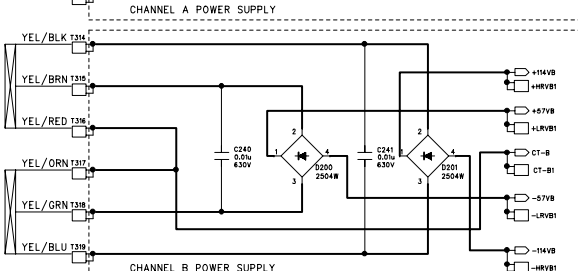 CHANNEL A POWER SUPPLY
YEL/BLK T314
+114VB
YEL/BRN T315
+HRVB1
+57VB
YEL/RED T316
+LRVB1
2
2
C240
0.01u
630V
1
4
C241
0.01u
630V
1
4
CT-B
YEL/ORN T317
D200
2504W
D201
2504W
CT-B1
3
3
YEL/GRN T318
-57VB
-LRVB1
YEL/BLU T319
-114VB
CHANNEL B POWER SUPPLY
-HRVB1